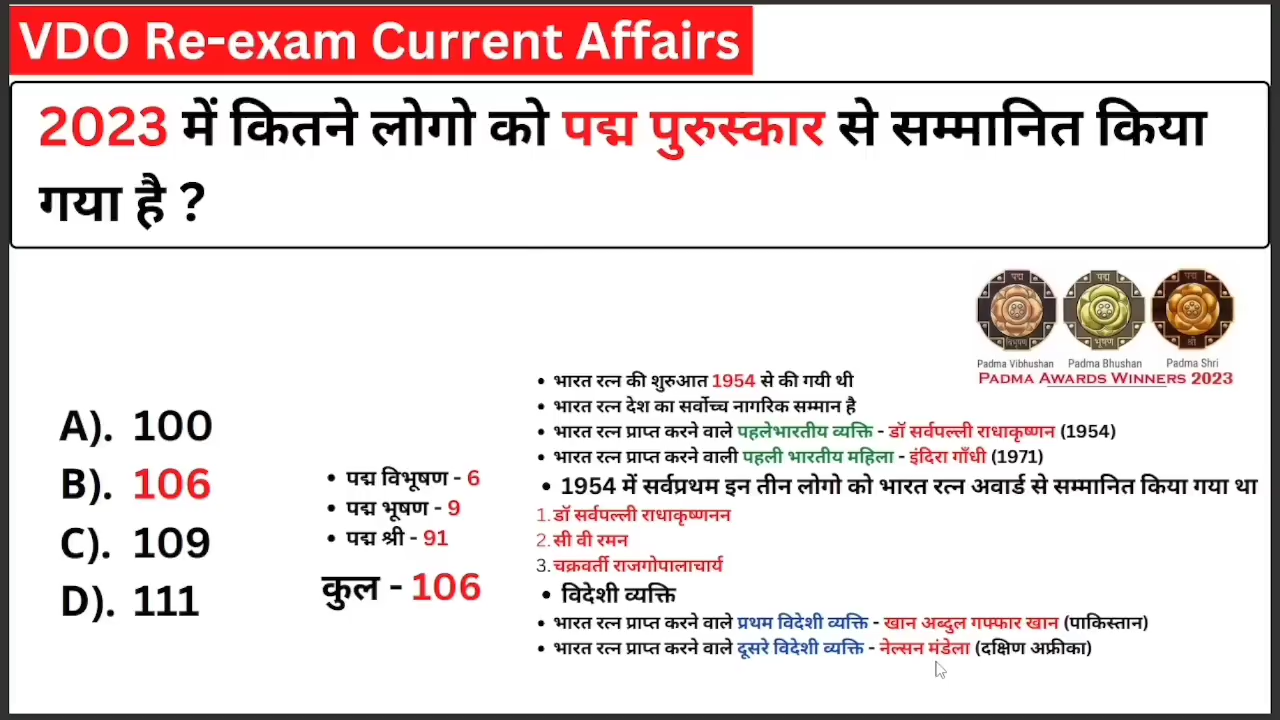 VDO Re-exam Current Affairs
2023 में कितने लोगो को पद्म पुरुस्कार से सम्मानित किया
गया है ?
पद्म
विभूषण
पद्म
भूषण
पद्म
श्री
Padma Vibhushan
Padma Bhushan
Padma Shri
PADMA AWARDS WINNERS 2023
A). 100
B). 106
C). 109
D). 111
• पद्म विभूषण - 6
• पद्म भूषण - 9
• पद्म श्री - 91
कुल - 106
• भारत रत्न की शुरुआत 1954 से की गयी थी
• भारत रत्न देश का सर्वोच्च नागरिक सम्मान है
• भारत रत्न प्राप्त करने वाले पहलेभारतीय व्यक्ति - डॉ सर्वपल्ली राधाकृष्णन (1954)
• भारत रत्न प्राप्त करने वाली पहली भारतीय महिला - इंदिरा गाँधी (1971)
• 1954 में सर्वप्रथम इन तीन लोगो को भारत रत्न अवार्ड से सम्मानित किया गया था
1. डॉ सर्वपल्ली राधाकृष्णनन
2. सी वी रमन
3. चक्रवर्ती राजगोपालाचार्य
• विदेशी व्यक्ति
• भारत रत्न प्राप्त करने वाले प्रथम विदेशी व्यक्ति - खान अब्दुल गफ्फार खान (पाकिस्तान)
• भारत रत्न प्राप्त करने वाले दूसरे विदेशी व्यक्ति - नेल्सन मंडेला (दक्षिण अफ्रीका)